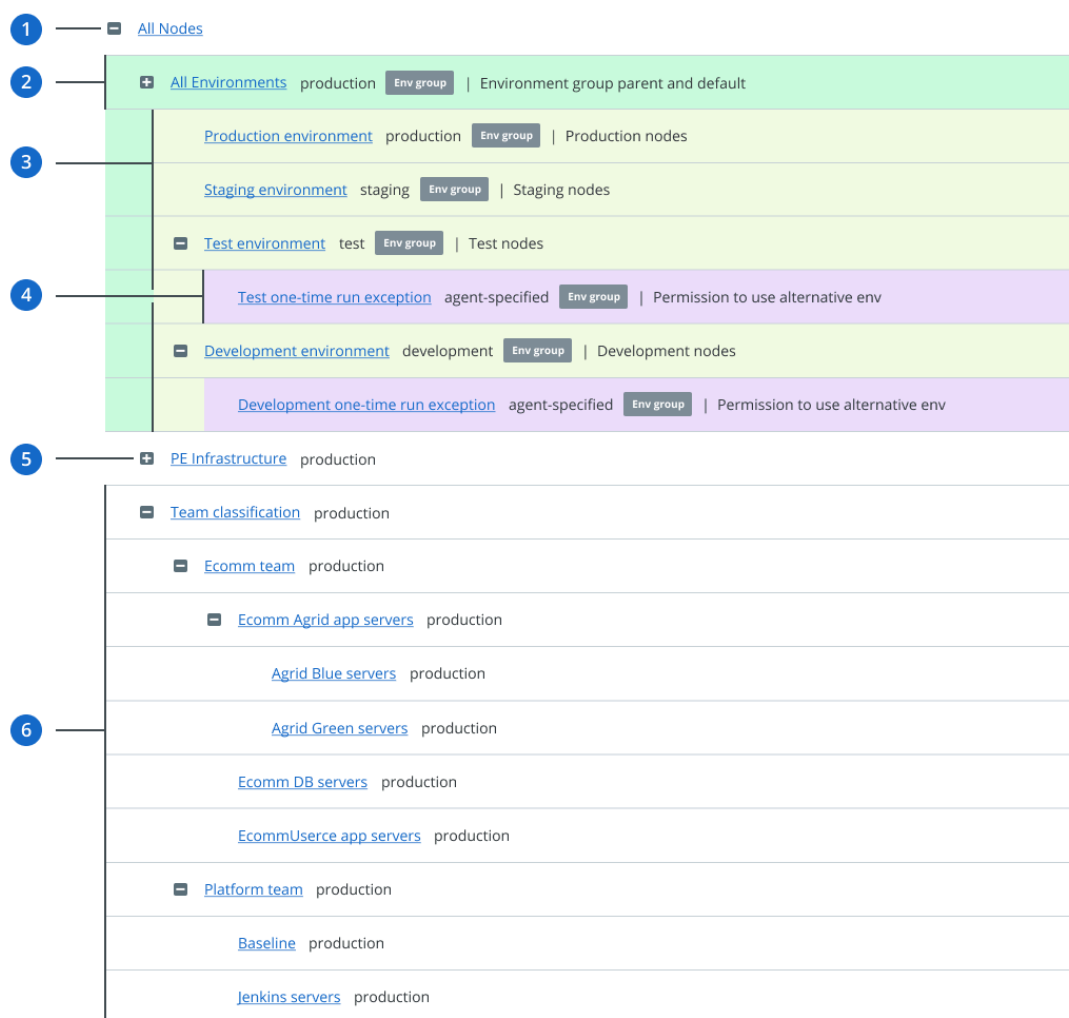 1 All Nodes
2 All Environments production Env group | Environment group parent and default
Production environment production Env group | Production nodes
3
Staging environment staging Env group | Staging nodes
Test environment test Env group | Test nodes
4 Test one-time run exception agent-specified Env group | Permission to use alternative env
Development environment development Env group | Development nodes
Development one-time run exception agent-specified Env group | Permission to use alternative env
5 PE Infrastructure production
Team classification production
Ecomm team production
Ecomm Agrid app servers production
Agrid Blue servers production
6 Agrid Green servers production
Ecomm DB servers production
EcommUserce app servers production
Platform team production
Baseline production
Jenkins servers production